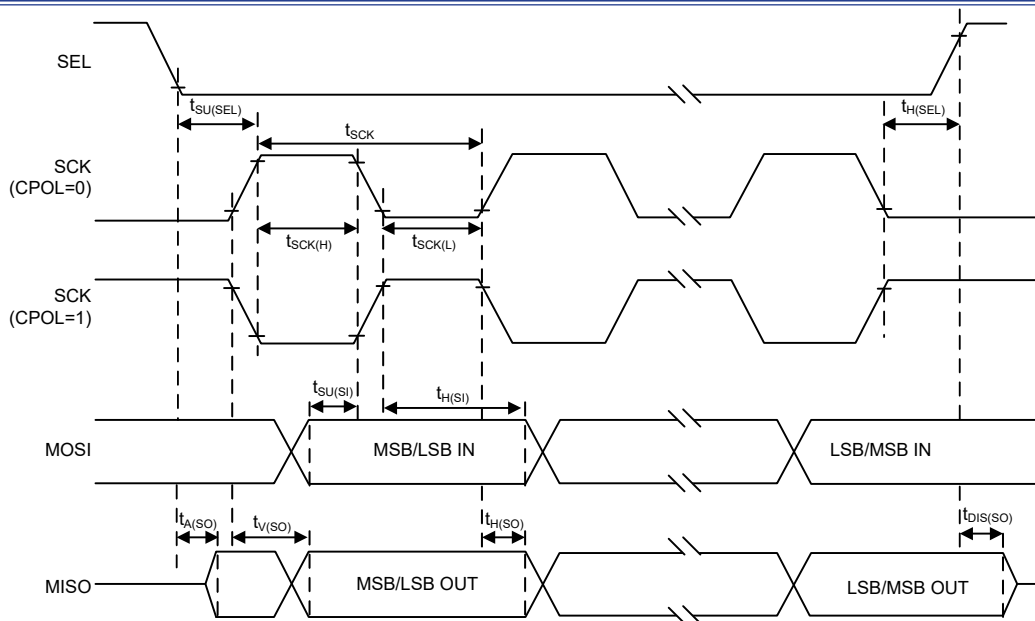 SEL
tSU(SEL)
tH(SEL)
tSCK
SCK
(CPOL=0)
tSCK(H)
tSCK(L)
SCK
(CPOL=1)
tSU(SI)
tH(SI)
MOSI
MSB/LSB IN
LSB/MSB IN
tA(SO)
tV(SO)
tH(SO)
tDIS(SO)
MISO
MSB/LSB OUT
LSB/MSB OUT